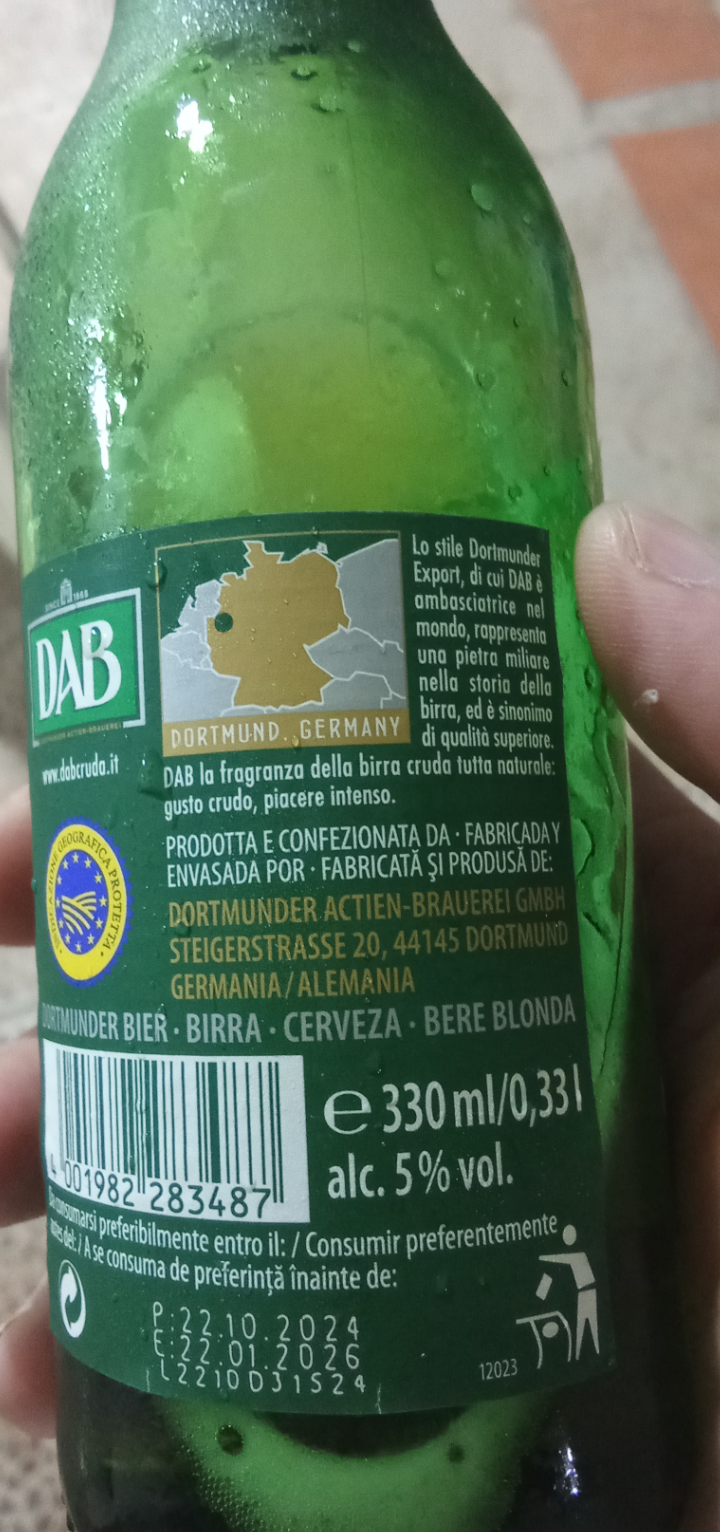 Lo stile Dortmunder
Export, di cui DAB è
ambasciatrice nel
mondo, rappresenta
una pietra miliare
nella storia della
birra, ed è sinonimo
di qualità superiore.
SINCE 1868
DAB
DORTMUNDER ACTIEN-BRAUEREI
www.dabcruda.it
DORTMUND. GERMANY
DAB la fragranza della birra cruda tutta naturale:
gusto crudo, piacere intenso.
INDICAZIONE GEOGRAFICA PROTETTA
PRODOTTA E CONFEZIONATA DA · FABRICADA Y
ENVASADA POR · FABRICATĂ ŞI PRODUSĂ DE:
DORTMUNDER ACTIEN-BRAUEREI GMBH
STEIGERSTRASSE 20, 44145 DORTMUND
GERMANIA/ALEMANIA
DORTMUNDER BIER · BIRRA · CERVEZA · BERE BLONDA
4 001982 283487
℮ 330 ml/0,33 l
alc. 5% vol.
Da consumarsi preferibilmente entro il: / Consumir preferentemente
antes del: / A se consuma de preferinţă înainte de:
P:22.10.2024
E:22.01.2026
L2210D31S24
12023